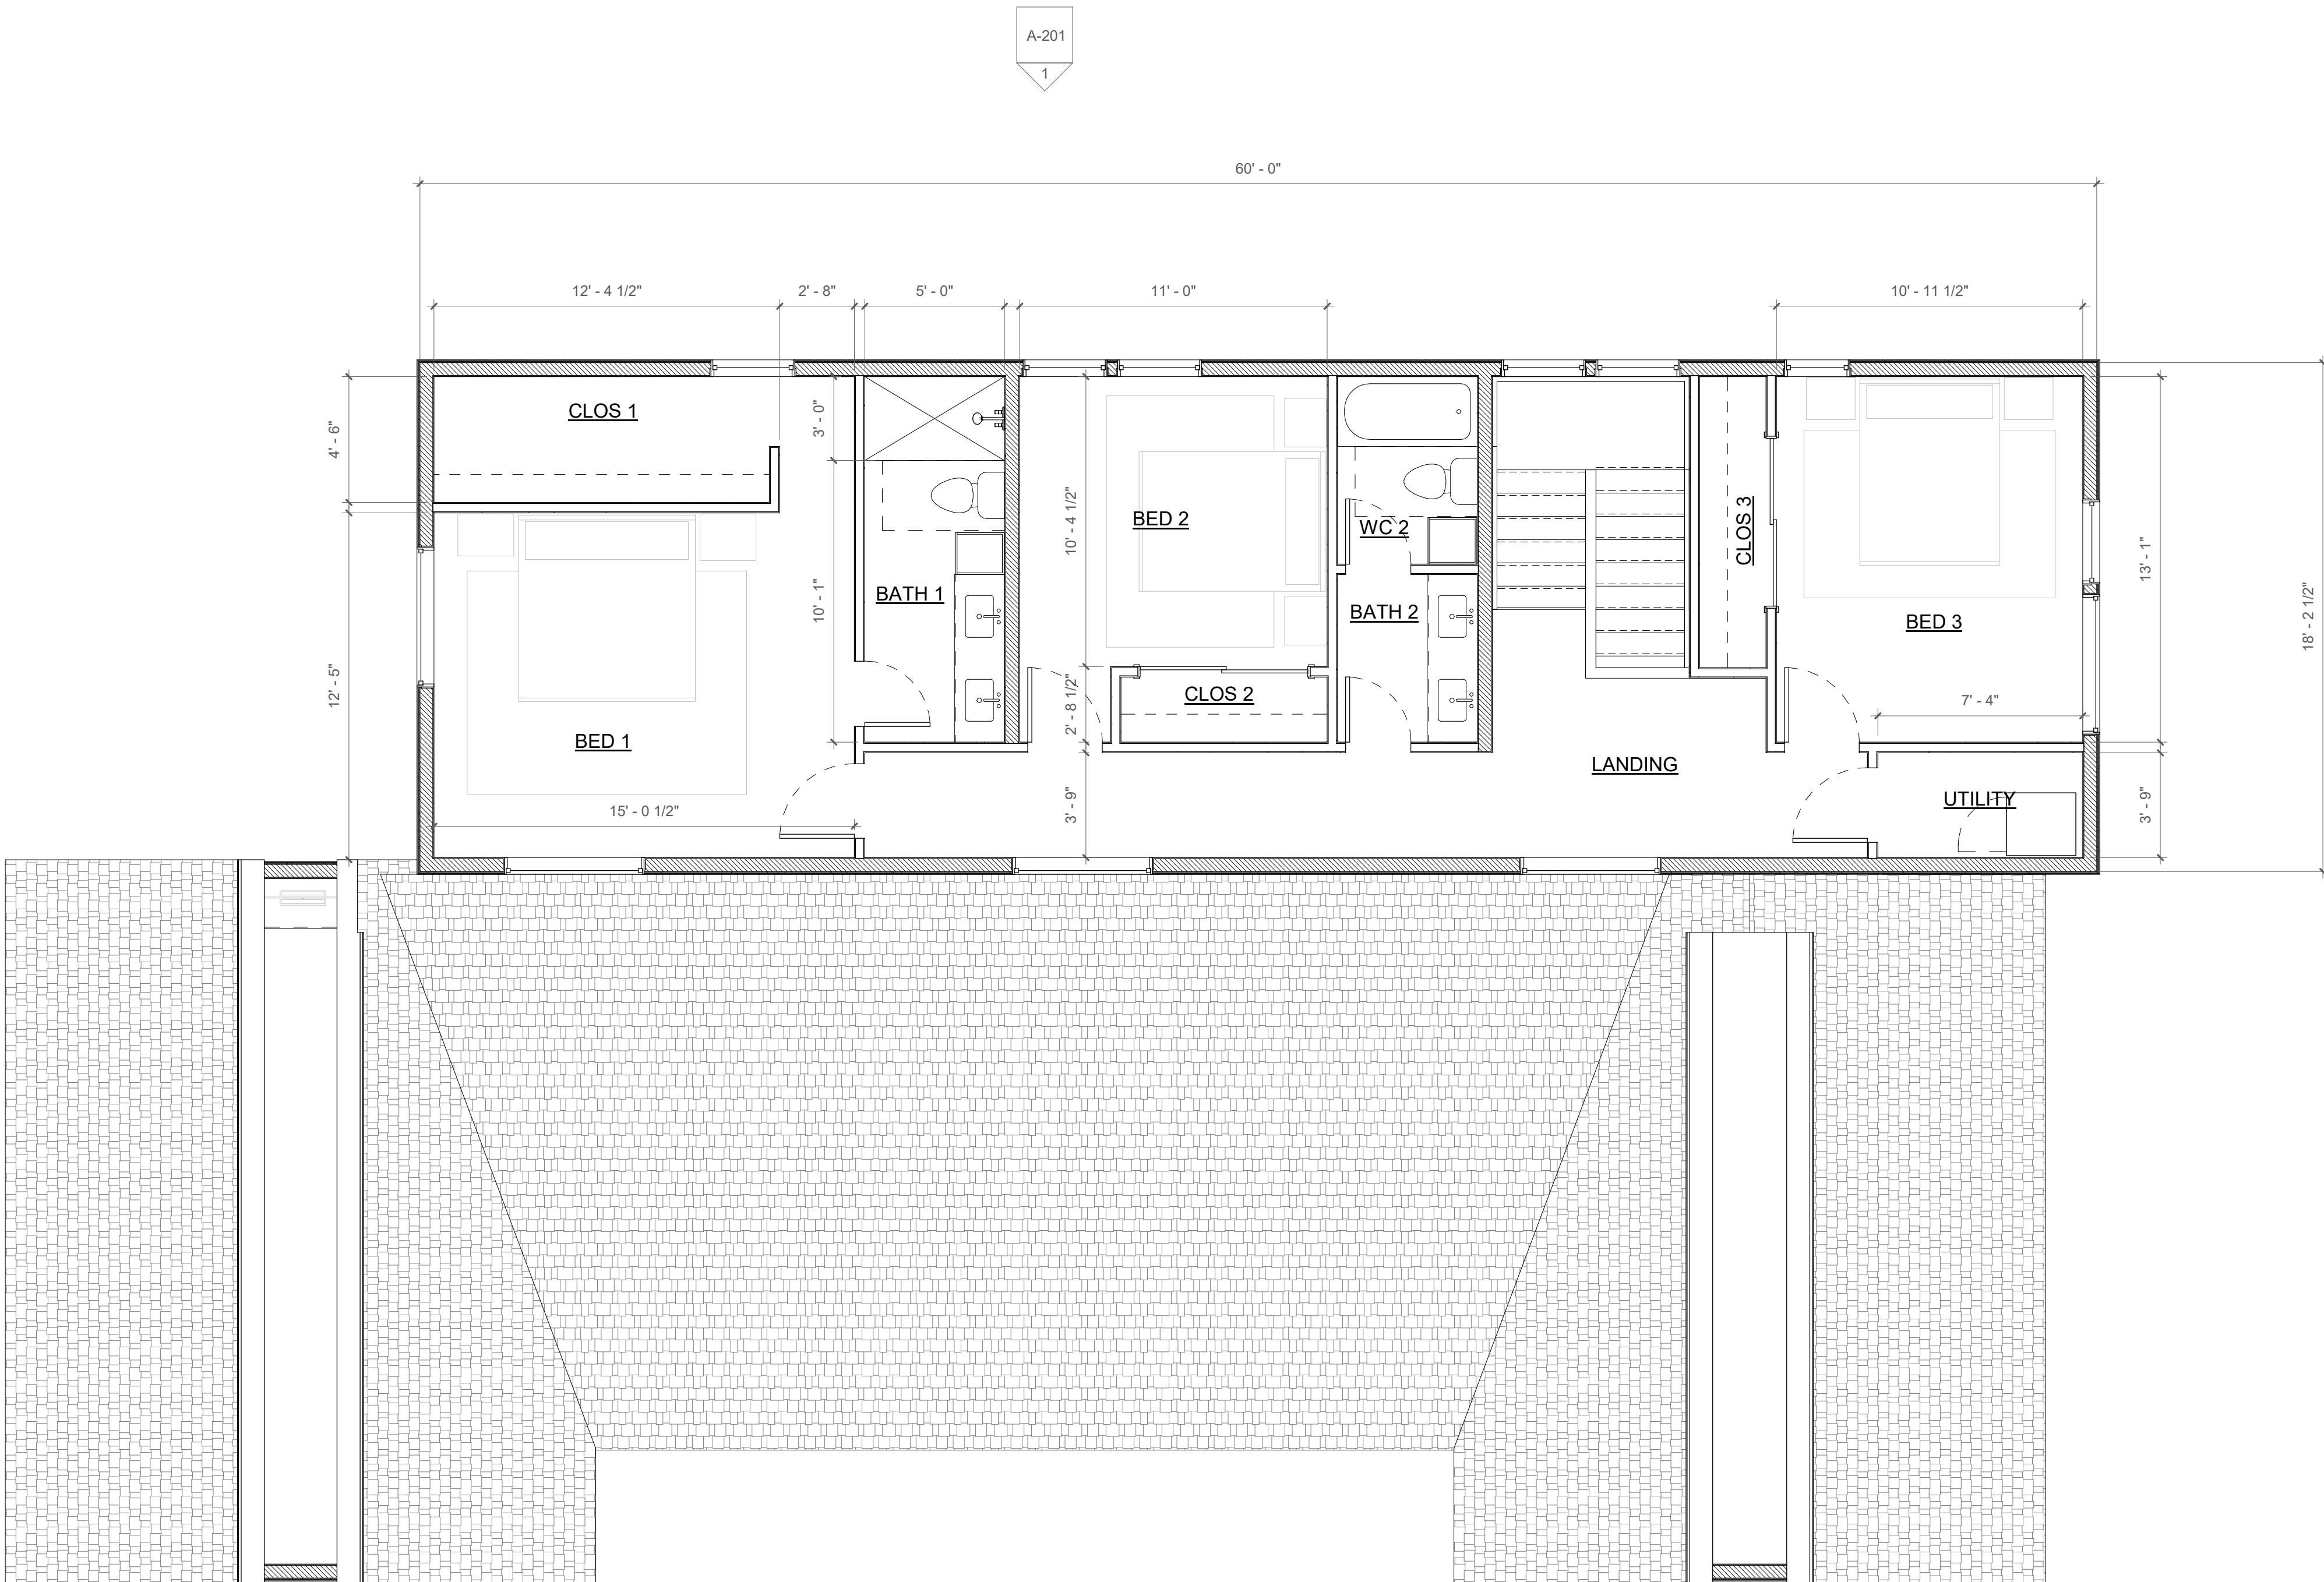 A-201
1
60' - 0"
12' - 4 1/2"
2' - 8"
5' - 0"
11' - 0"
10' - 11 1/2"
4' - 6"
CLOS 1
3' - 0"
10' - 4 1/2"
BED 2
WC 2
CLOS 3
13' - 1"
18' - 2 1/2"
10' - 1"
BATH 1
BATH 2
BED 3
12' - 5"
2' - 8 1/2"
CLOS 2
7' - 4"
BED 1
LANDING
15' - 0 1/2"
3' - 9"
UTILITY
3' - 9"